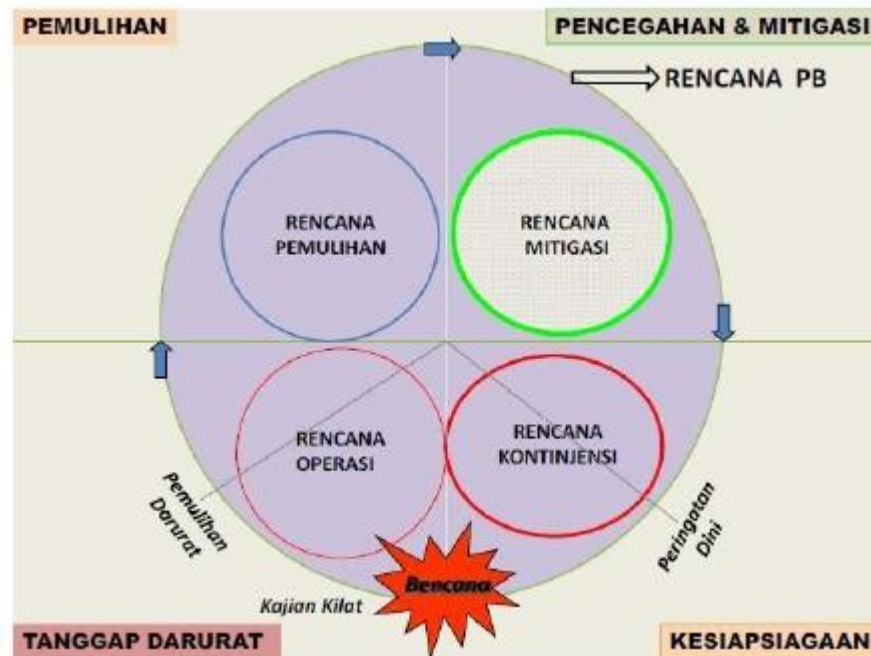 PEMULIHAN
PENCEGAHAN & MITIGASI
RENCANA PB
RENCANA
PEMULIHAN
RENCANA
MITIGASI
RENCANA
OPERASI
RENCANA
KONTINJENSI
Pemulihan
Darurat
Peringatan
Dini
Bencana
Kajian Kilat
TANGGAP DARURAT
KESIAPSIAGAAN